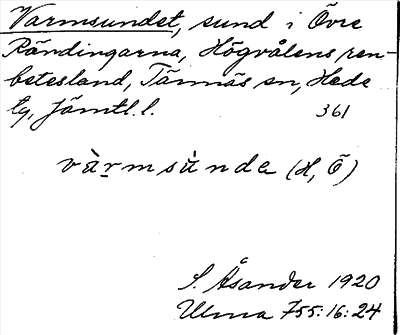 Varmsundet, sund i Övre
Rändingarna, Högvålens ren-
betesland, Tännäs sn, Hede
tg, Jämtl. l. 361
vàrmsùnda (H, Ö)
S. Åsander 1920
Ulma 755:16:24